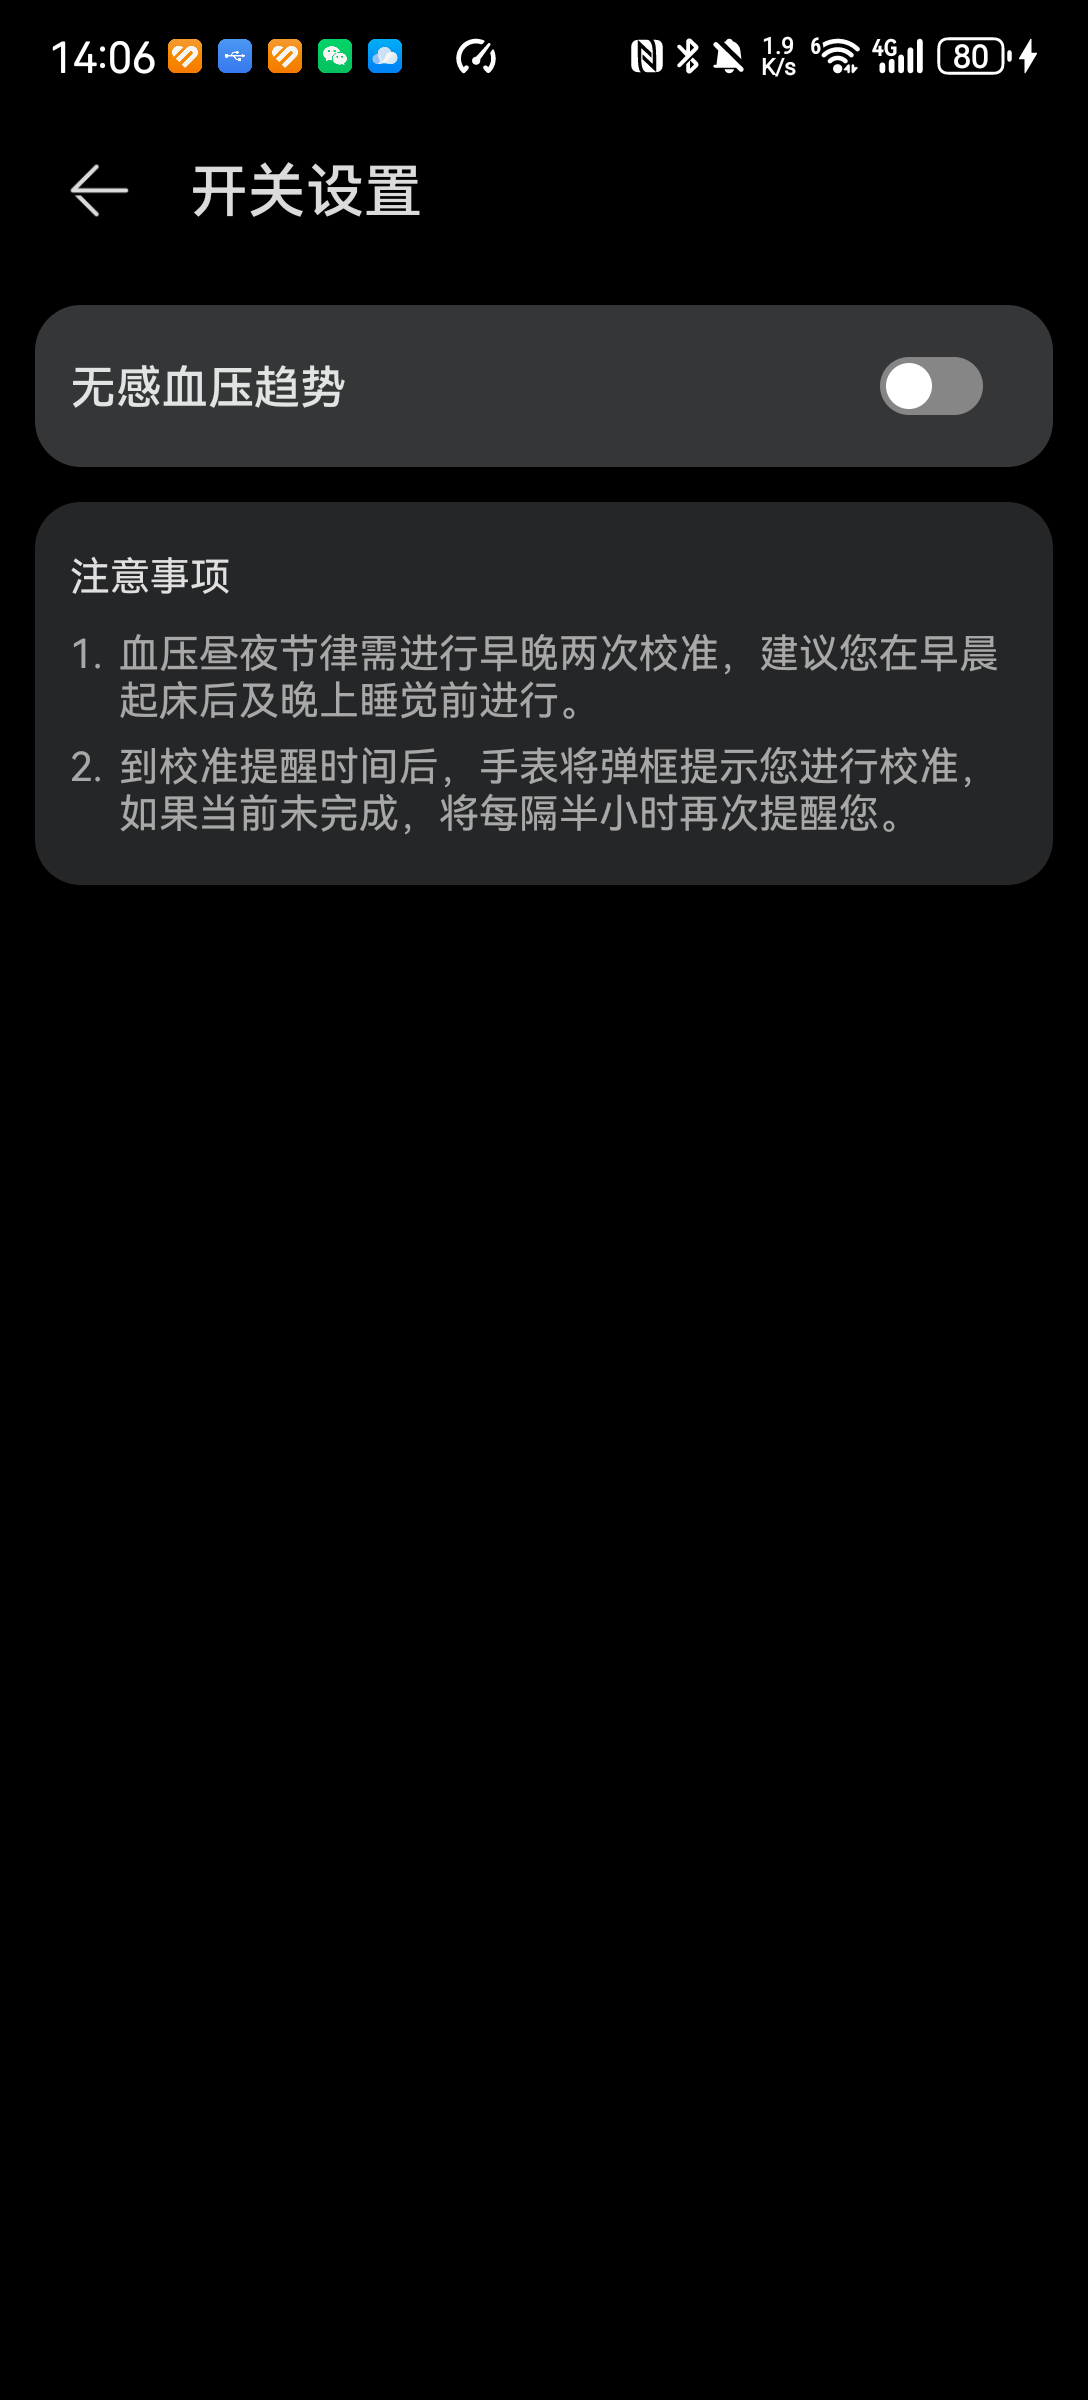 14:06
1.9
K/s
6
4G
80
开关设置
无感血压趋势
注意事项
1. 血压昼夜节律需进行早晚两次校准，建议您在早晨
起床后及晚上睡觉前进行。
2. 到校准提醒时间后，手表将弹框提示您进行校准，
如果当前未完成，将每隔半小时再次提醒您。